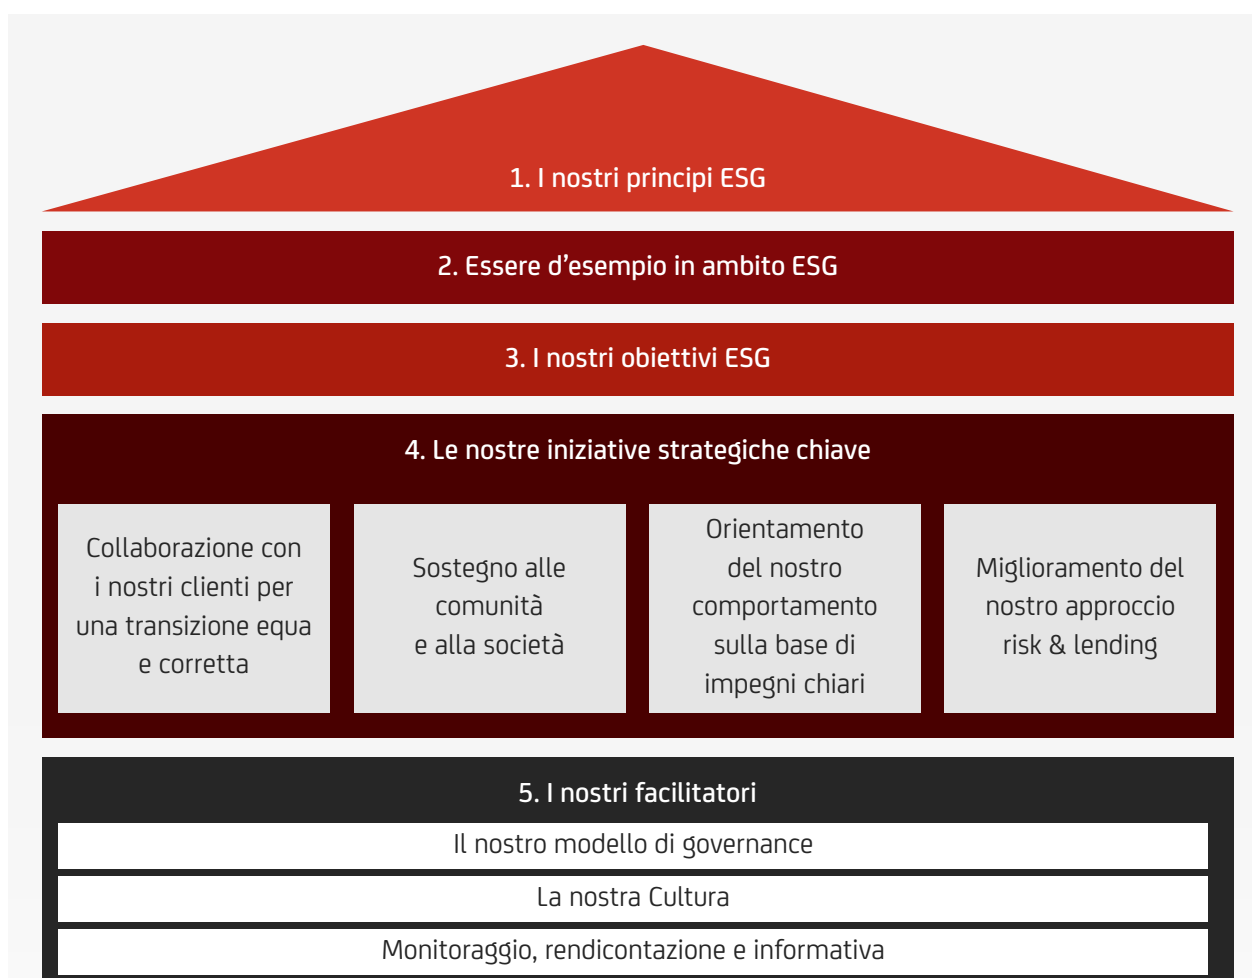 1. I nostri principi ESG
2. Essere d’esempio in ambito ESG
3. I nostri obiettivi ESG
4. Le nostre iniziative strategiche chiave
Collaborazione con
i nostri clienti per
una transizione equa
e corretta
Sostegno alle
comunità
e alla società
Orientamento
del nostro
comportamento
sulla base di
impegni chiari
Miglioramento del
nostro approccio
risk & lending
5. I nostri facilitatori
Il nostro modello di governance
La nostra Cultura
Monitoraggio, rendicontazione e informativa